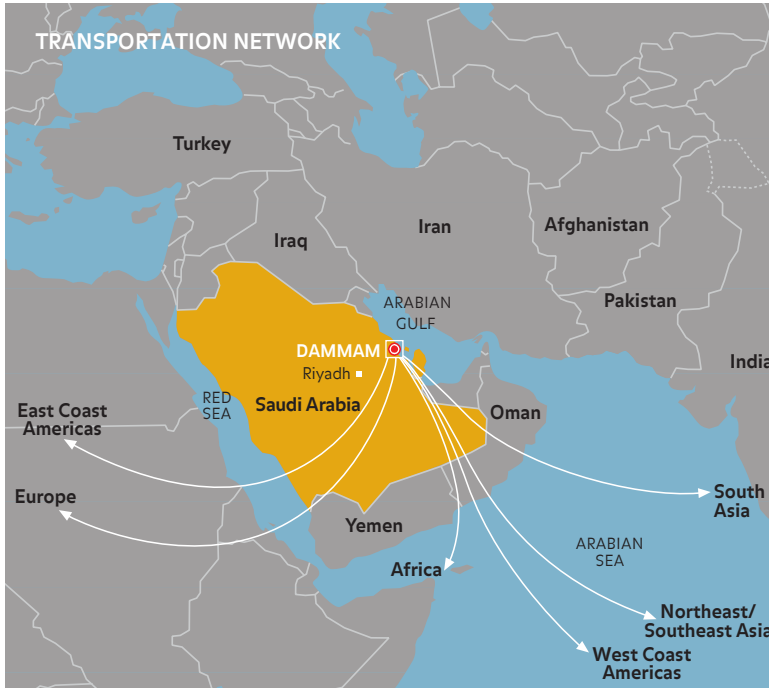 TRANSPORTATION NETWORK
Turkey
Iraq
Iran
Afghanistan
Pakistan
India
ARABIAN
GULF
DAMMAM
Riyadh
Saudi Arabia
RED
SEA
Oman
East Coast
Americas
Europe
Yemen
Africa
South
Asia
ARABIAN
SEA
Northeast/
Southeast Asia
West Coast
Americas